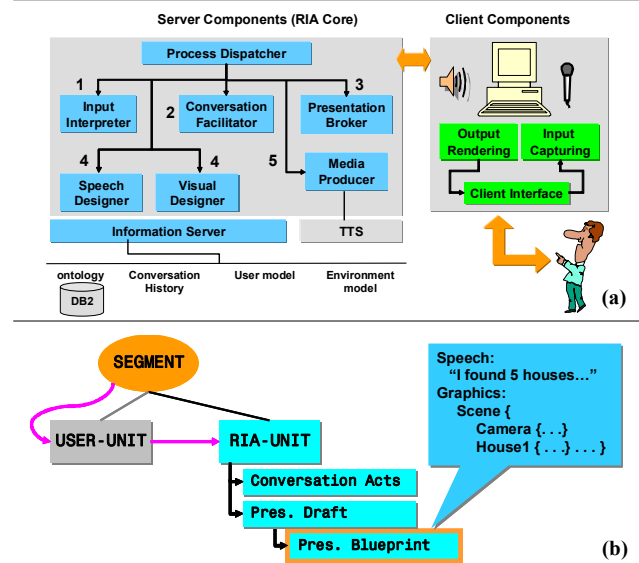 Server Components (RIA Core)
Client Components
Process Dispatcher
1
2
3
Input
Interpreter
Conversation
Facilitator
Presentation
Broker
4
4
5
Speech
Designer
Visual
Designer
Media
Producer
Information Server
TTS
ontology
Conversation
History
User model
Environment
model
DB2
Output
Rendering
Input
Capturing
Client Interface
(a)
SEGMENT
USER-UNIT
RIA-UNIT
Conversation Acts
Pres. Draft
Pres. Blueprint
Speech:
“I found 5 houses…”
Graphics:
Scene {
Camera {. . .}
House1 { . . .} . . . }
(b)